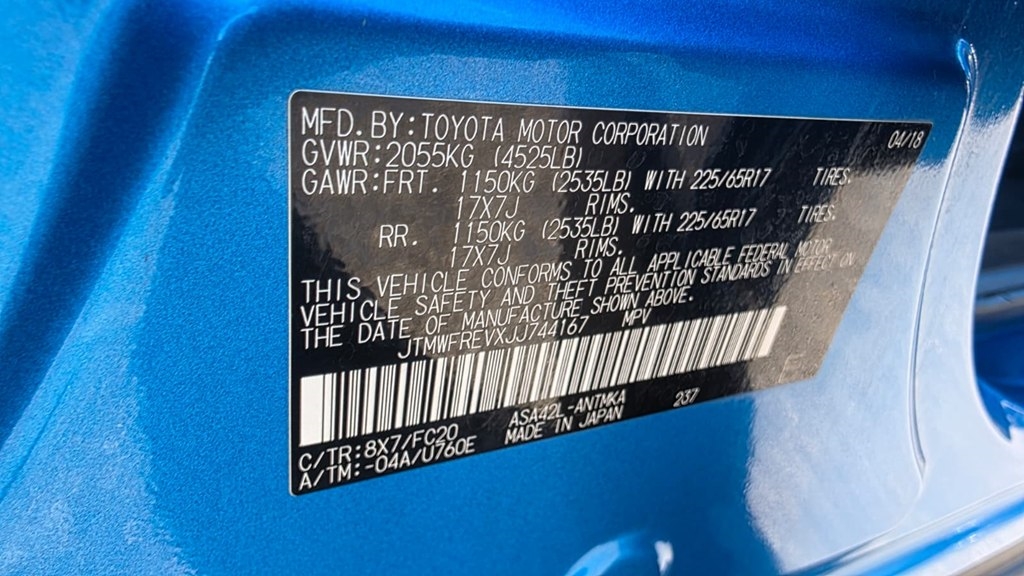 MFD.BY:TOYOTA MOTOR CORPORATION 04/18
GVWR:2055KG (4525LB)
GAWR:FRT. 1150KG (2535LB) WITH 225/65R17 TIRES
17X7J RIMS.
RR. 1150KG (2535LB) WITH 225/65R17 TIRES.
17X7J RIMS.
THIS VEHICLE CONFORMS TO ALL APPLICABLE FEDERAL MOTOR
VEHICLE SAFETY AND THEFT PREVENTION STANDARDS IN EFFECT ON
THE DATE OF MANUFACTURE SHOWN ABOVE.
JTMWFREVXJJ744167 MPV
ASA42L-ANTMKA 237
C/TR:8X7/FC20 MADE IN JAPAN
A/TM:-04A/U760E